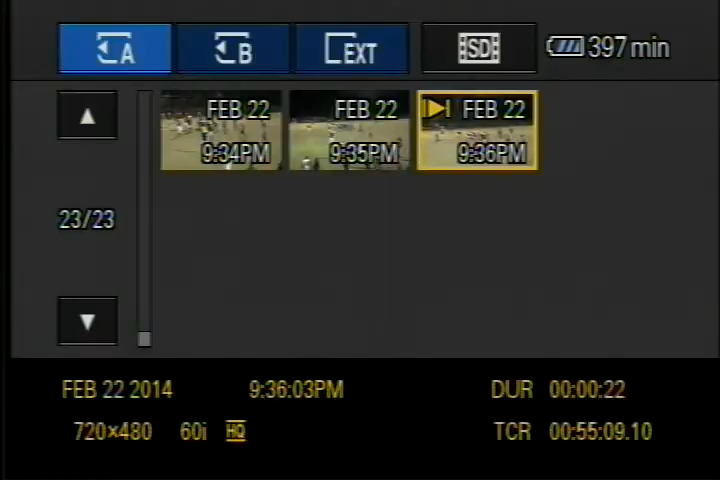 A B EXT SD 397 min
FEB 22 FEB 22 FEB 22
9:34PM 9:35PM 9:36PM
23/23
FEB 22 2014 9:36:03PM DUR 00:00:22
720×480 60i HQ TCR 00:55:09.10